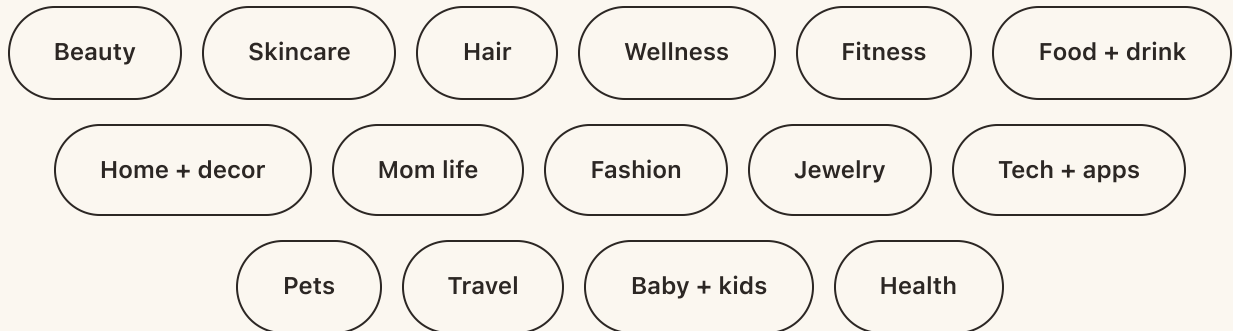 Beauty Skincare Hair Wellness Fitness Food + drink
Home + decor Mom life Fashion Jewelry Tech + apps
Pets Travel Baby + kids Health